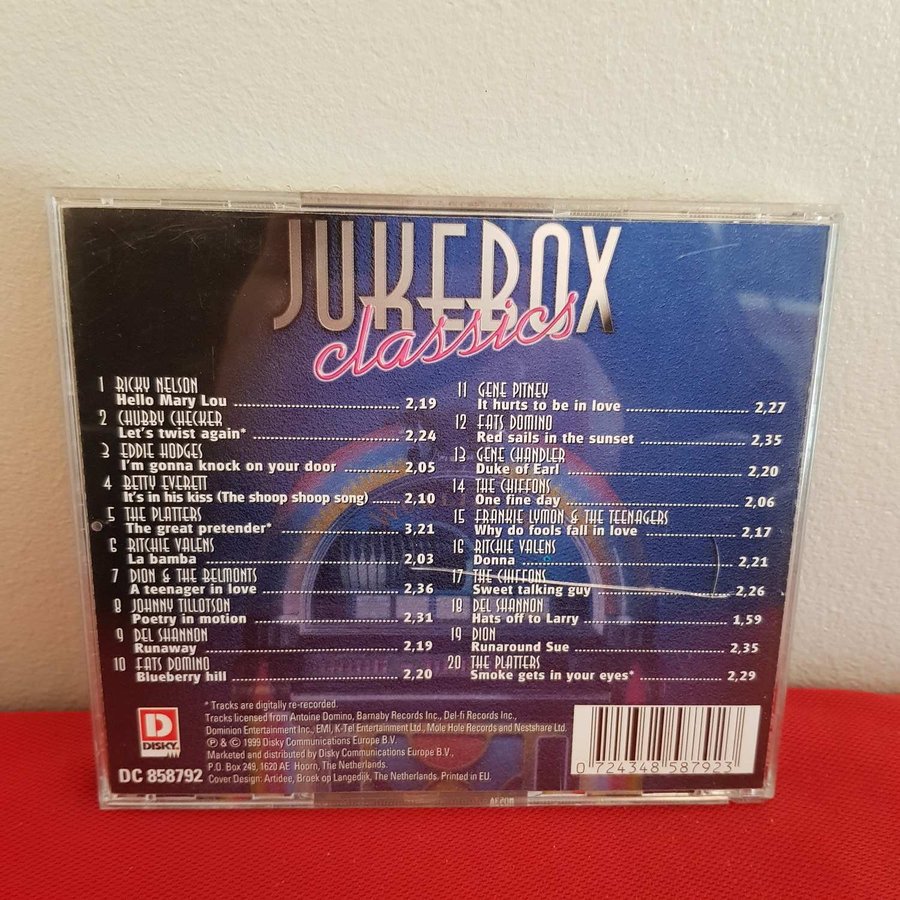 JUKEBOX
classics
1 RICKY NELSON
Hello Mary Lou 2,19
2 CHUBBY CHECKER
Let's twist again* 2,24
3 EDDIE HODGES
I'm gonna knock on your door 2,05
4 BETTY EVERETT
It's in his kiss (The shoop shoop song) 2,10
5 THE PLATTERS
The great pretender* 3,21
6 RITCHIE VALENS
La bamba 2,03
7 DION & THE BELMONTS
A teenager in love 2,36
8 JOHNNY TILLOTSON
Poetry in motion 2,31
9 DEL SHANNON
Runaway 2,19
10 FATS DOMINO
Blueberry hill 2,20
11 GENE PITNEY
It hurts to be in love 2,27
12 FATS DOMINO
Red sails in the sunset 2,35
13 GENE CHANDLER
Duke of Earl 2,20
14 THE CHIFFONS
One fine day 2,06
15 FRANKIE LYMON & THE TEENAGERS
Why do fools fall in love 2,17
16 RITCHIE VALENS
Donna 2,21
17 THE CHIFFONS
Sweet talking guy 2,26
18 DEL SHANNON
Hats off to Larry 1,59
19 DION
Runaround Sue 2,35
20 THE PLATTERS
Smoke gets in your eyes* 2,29
D
DISKY
DC 858792
* Tracks are digitally re-recorded.
Tracks licensed from Antoine Domino, Barnaby Records Inc., Del-fi Records Inc.,
Dominion Entertainment Inc., EMI, K-Tel Entertainment Ltd., Mole Hole Records and Nestshare Ltd.
℗ & © 1999 Disky Communications Europe B.V.
Marketed and distributed by Disky Communications Europe B.V.,
P.O. Box 249, 1620 AE Hoorn, The Netherlands.
Cover Design: Artidee, Broek op Langedijk, The Netherlands. Printed in EU.
0 724348 587923